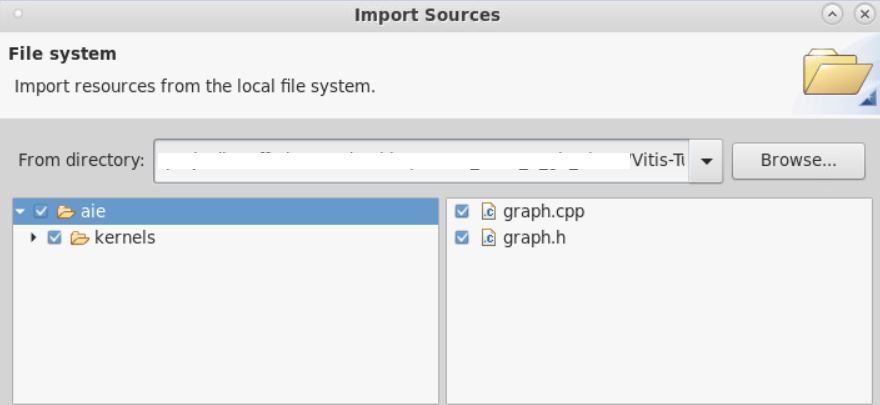 Import Sources
File system
Import resources from the local file system.
From directory:
/Vitis-Tu
Browse...
aie
graph.cpp
kernels
graph.h